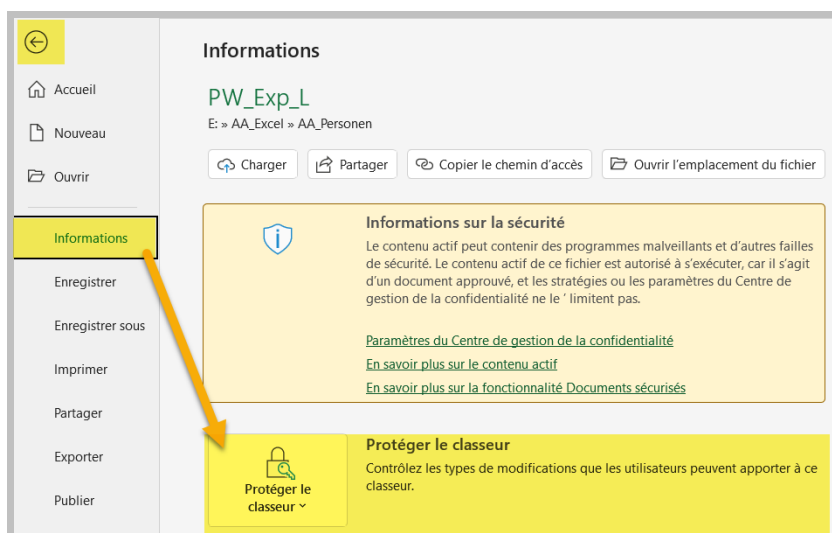 Informations
PW_Exp_L
E: » AA_Excel » AA_Personen
Accueil
Nouveau
Ouvrir
Informations
Enregistrer
Enregistrer sous
Imprimer
Partager
Exporter
Publier
Charger
Partager
Copier le chemin d'accès
Ouvrir l'emplacement du fichier
Informations sur la sécurité
Le contenu actif peut contenir des programmes malveillants et d'autres failles
de sécurité. Le contenu actif de ce fichier est autorisé à s'exécuter, car il s'agit
d'un document approuvé, et les stratégies ou les paramètres du Centre de
gestion de la confidentialité ne le ' limitent pas.
Paramètres du Centre de gestion de la confidentialité
En savoir plus sur le contenu actif
En savoir plus sur la fonctionnalité Documents sécurisés
Protéger le
classeur
Protéger le classeur
Contrôlez les types de modifications que les utilisateurs peuvent apporter à ce
classeur.